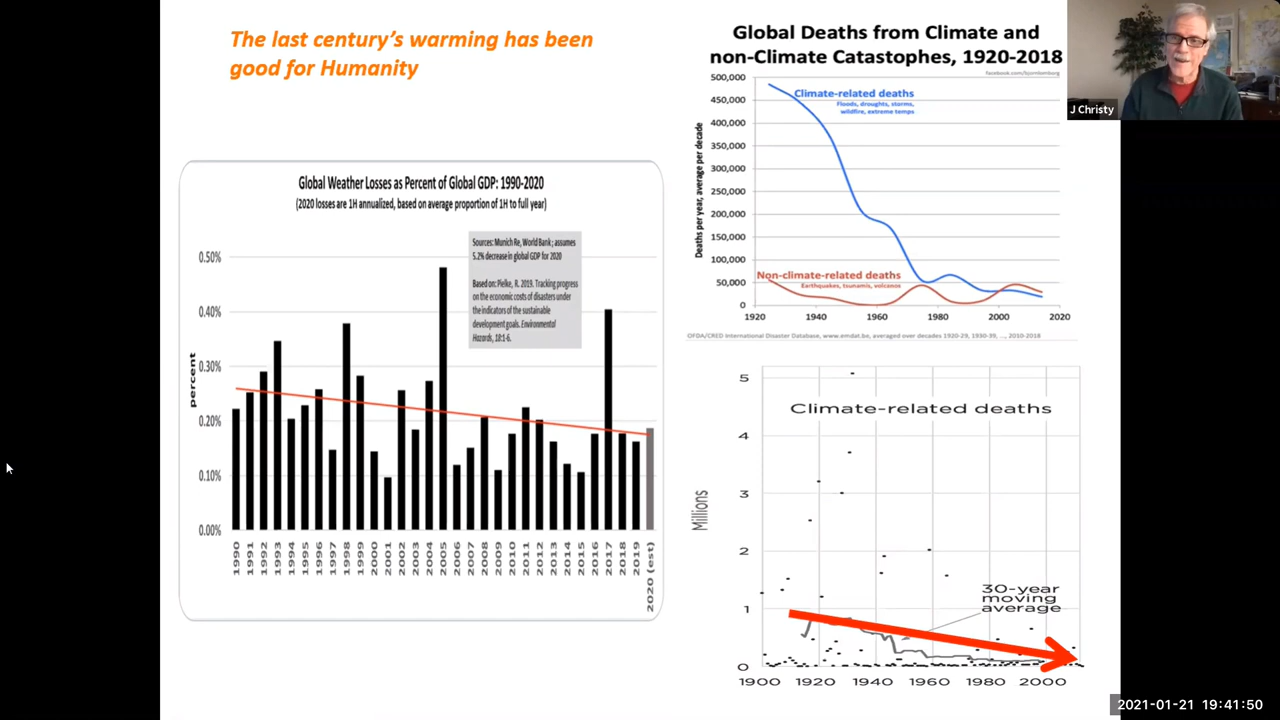 The last century's warming has been
good for Humanity
Global Weather Losses as Percent of Global GDP: 1990-2020
(2020 losses are 1H annualized, based on average proportion of 1H to full year)
Sources: Munich Re, World Bank; assumes
5.2% decrease in global GDP for 2020
Based on: Pielke, R. 2019. Tracking progress
on the economic costs of disasters under
the indicators of the sustainable
development goals. Environmental
Hazards, 18:1-6.
percent
0.50%
0.40%
0.30%
0.20%
0.10%
0.00%
1990
1991
1992
1993
1994
1995
1996
1997
1998
1999
2000
2001
2002
2003
2004
2005
2006
2007
2008
2009
2010
2011
2012
2013
2014
2015
2016
2017
2018
2019
2020 (est)
Global Deaths from Climate and
non-Climate Catastophes, 1920-2018
facebook.com/bjornlomborg
Deaths per year, average per decade
500,000
450,000
400,000
350,000
300,000
250,000
200,000
150,000
100,000
50,000
0
Climate-related deaths
Floods, droughts, storms,
wildfire, extreme temps
Non-climate-related deaths
Earthquakes, tsunamis, volcanos
1920 1940 1960 1980 2000 2020
OFDA/CRED International Disaster Database, www.emdat.be, averaged over decades 1920-29, 1930-39, ..., 2010-2018
Climate-related deaths
Millions
5
4
3
2
1
0
30-year
moving
average
1900 1920 1940 1960 1980 2000
J Christy
2021-01-21 19:41:50